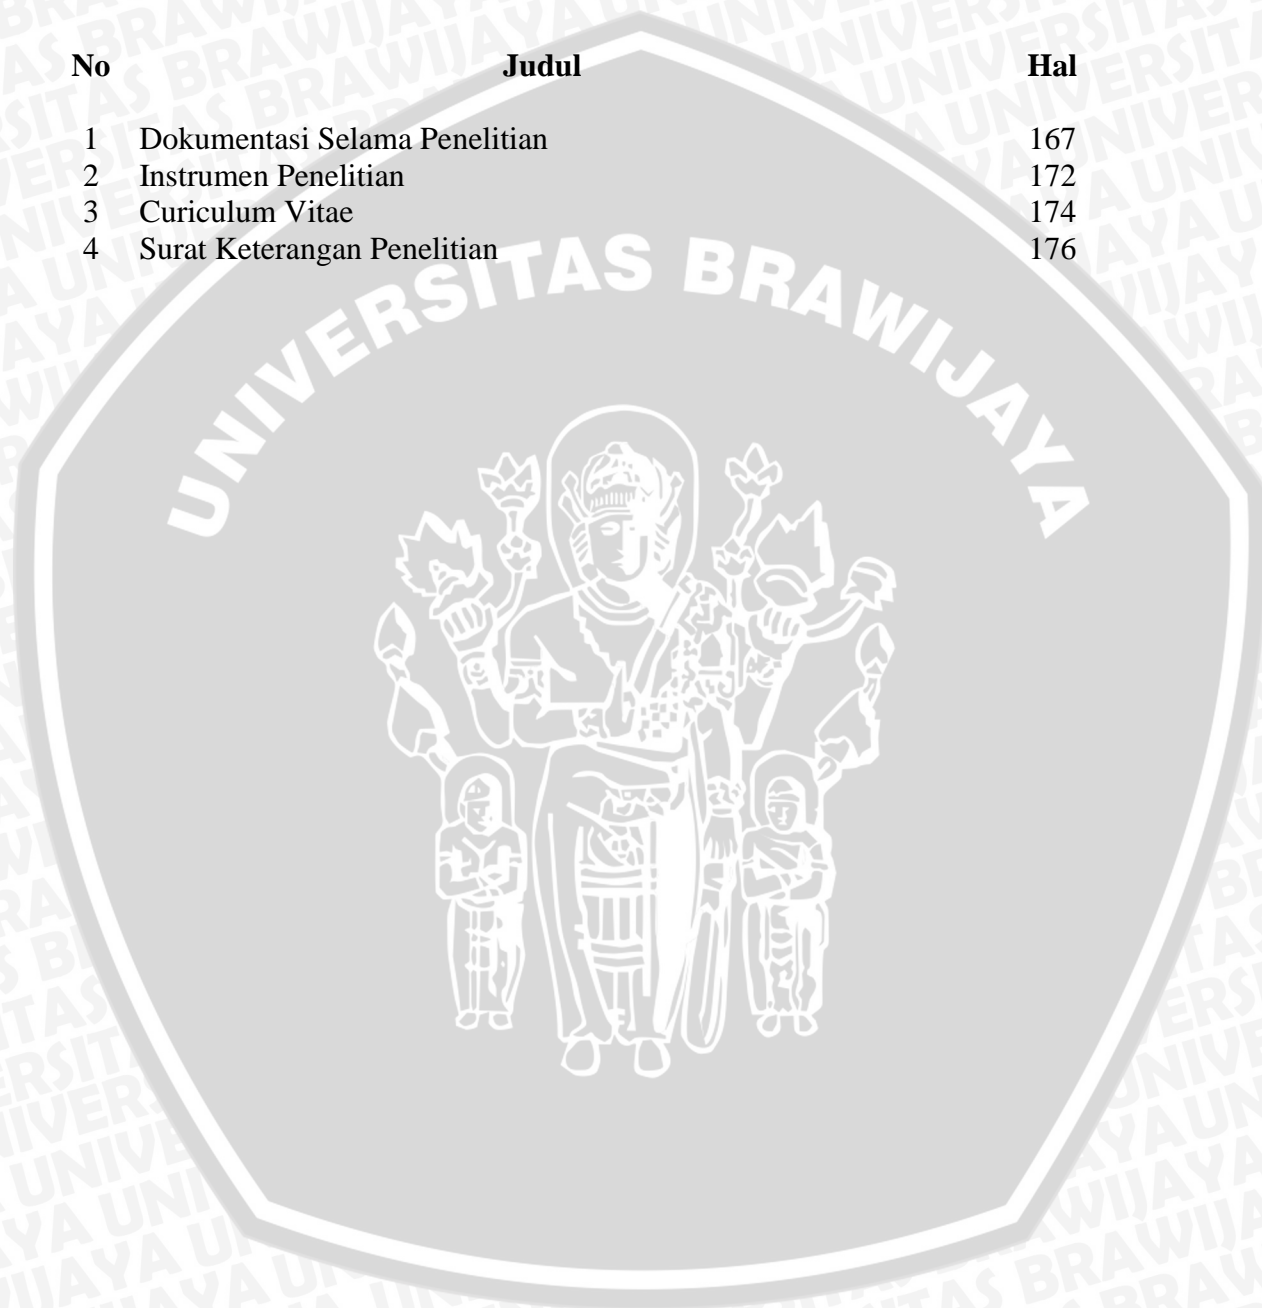 No Judul Hal
1 Dokumentasi Selama Penelitian 167
2 Instrumen Penelitian 172
3 Curiculum Vitae 174
4 Surat Keterangan Penelitian 176
UNIVERSITAS BRAWIJAYA